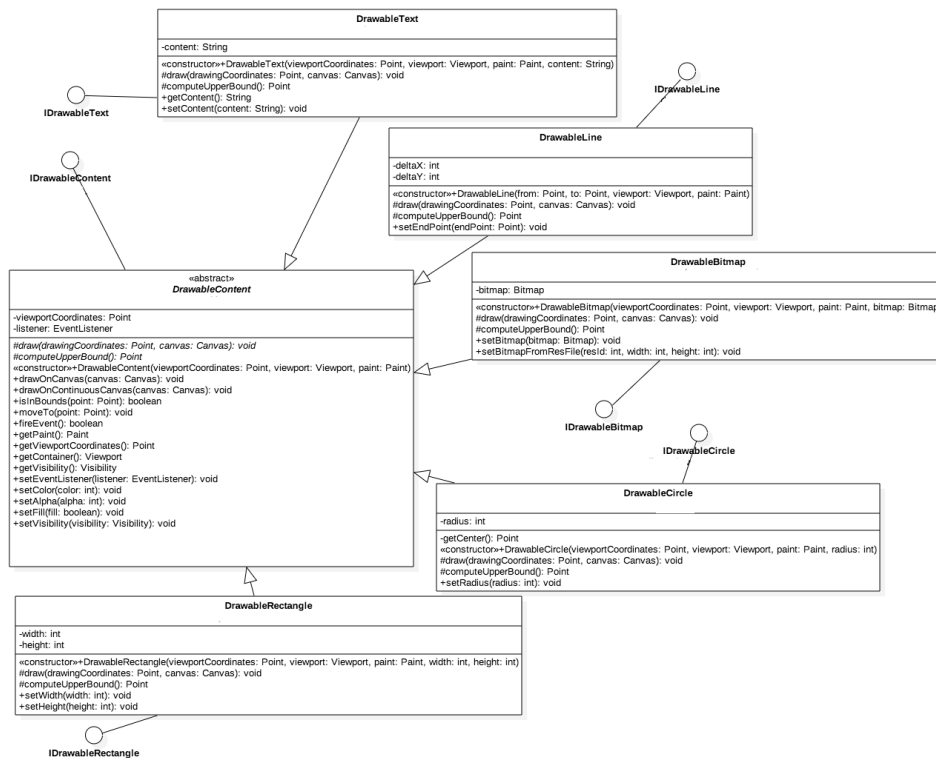 DrawableText
-content: String
«constructor»+DrawableText(viewportCoordinates: Point, viewport: Viewport, paint: Paint, content: String)
#draw(drawingCoordinates: Point, canvas: Canvas): void
#computeUpperBound(): Point
+getContent(): String
+setContent(content: String): void
IDrawableText
IDrawableLine
IDrawableContent
DrawableLine
-deltaX: int
-deltaY: int
«constructor»+DrawableLine(from: Point, to: Point, viewport: Viewport, paint: Paint)
#draw(drawingCoordinates: Point, canvas: Canvas): void
#computeUpperBound(): Point
+setEndPoint(endPoint: Point): void
«abstract»
DrawableContent
-viewportCoordinates: Point
-listener: EventListener
#draw(drawingCoordinates: Point, canvas: Canvas): void
#computeUpperBound(): Point
«constructor»+DrawableContent(viewportCoordinates: Point, viewport: Viewport, paint: Paint)
+drawOnCanvas(canvas: Canvas): void
+drawOnContinuousCanvas(canvas: Canvas): void
+isInBounds(point: Point): boolean
+moveTo(point: Point): void
+fireEvent(): boolean
+getPaint(): Paint
+getViewportCoordinates(): Point
+getContainer(): Viewport
+getVisibility(): Visibility
+setEventListener(listener: EventListener): void
+setColor(color: int): void
+setAlpha(alpha: int): void
+setFill(fill: boolean): void
+setVisibility(visibility: Visibility): void
DrawableBitmap
-bitmap: Bitmap
«constructor»+DrawableBitmap(viewportCoordinates: Point, viewport: Viewport, paint: Paint, bitmap: Bitmap
#draw(drawingCoordinates: Point, canvas: Canvas): void
#computeUpperBound(): Point
+setBitmap(bitmap: Bitmap): void
+setBitmapFromResFile(resId: int, width: int, height: int): void
IDrawableBitmap
IDrawableCircle
DrawableCircle
-radius: int
-getCenter(): Point
«constructor»+DrawableCircle(viewportCoordinates: Point, viewport: Viewport, paint: Paint, radius: int)
#draw(drawingCoordinates: Point, canvas: Canvas): void
#computeUpperBound(): Point
+setRadius(radius: int): void
DrawableRectangle
-width: int
-height: int
«constructor»+DrawableRectangle(viewportCoordinates: Point, viewport: Viewport, paint: Paint, width: int, height: int)
#draw(drawingCoordinates: Point, canvas: Canvas): void
#computeUpperBound(): Point
+setWidth(width: int): void
+setHeight(height: int): void
IDrawableRectangle